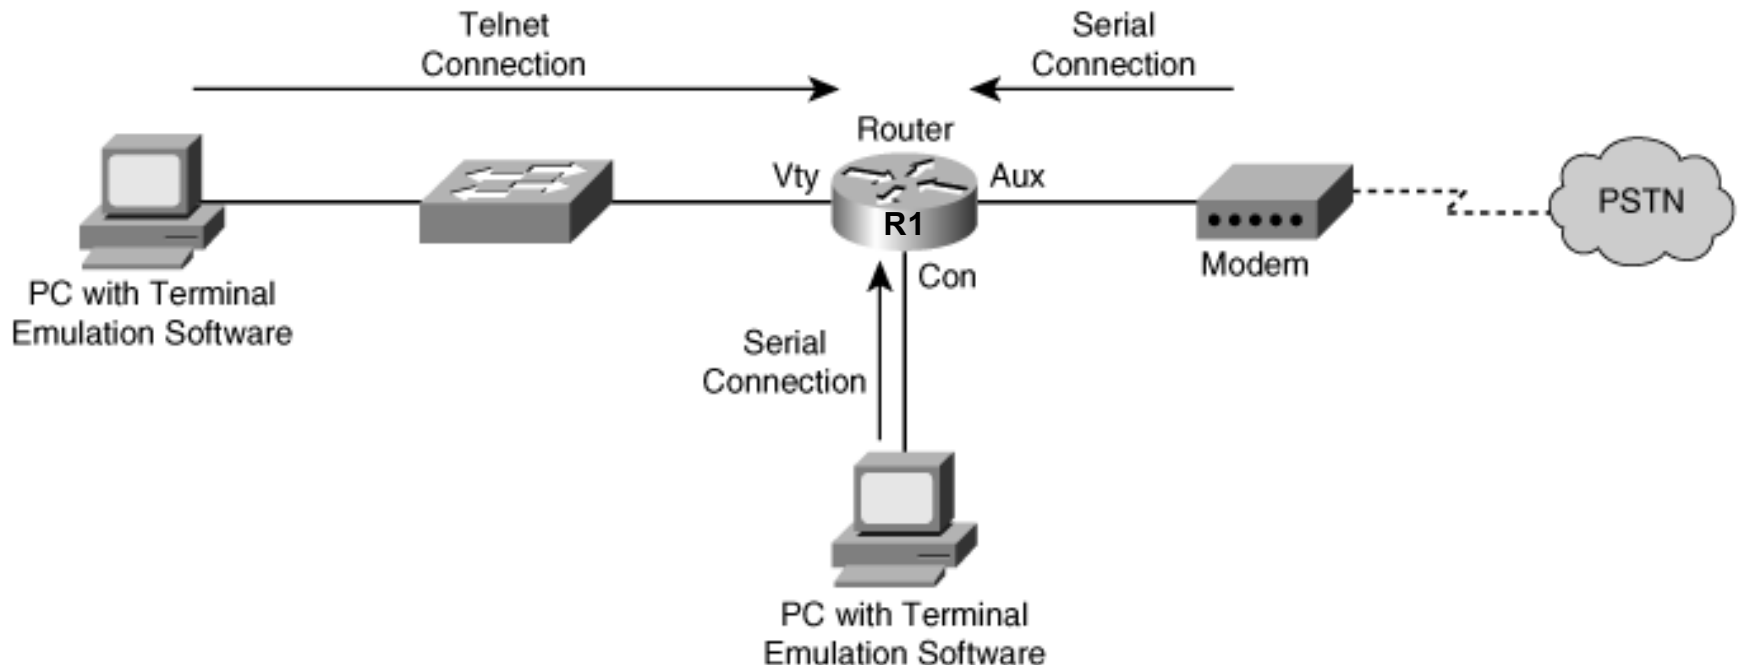 Telnet
Connection
Serial
Connection
Router
Vty
Aux
R1
PSTN
Con
Modem
PC with Terminal
Emulation Software
Serial
Connection
PC with Terminal
Emulation Software